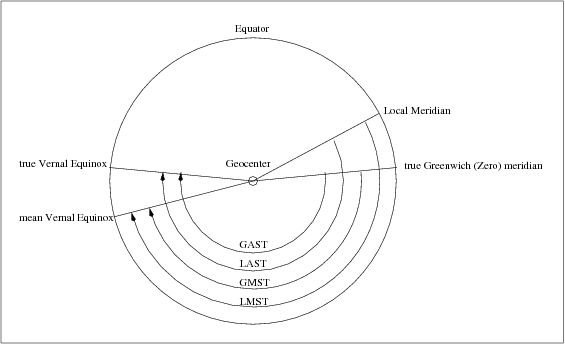 Equator
Local Meridian
true Vernal Equinox
Geocenter
true Greenwich (Zero) meridian
mean Vernal Equinox
GAST
LAST
GMST
LMST